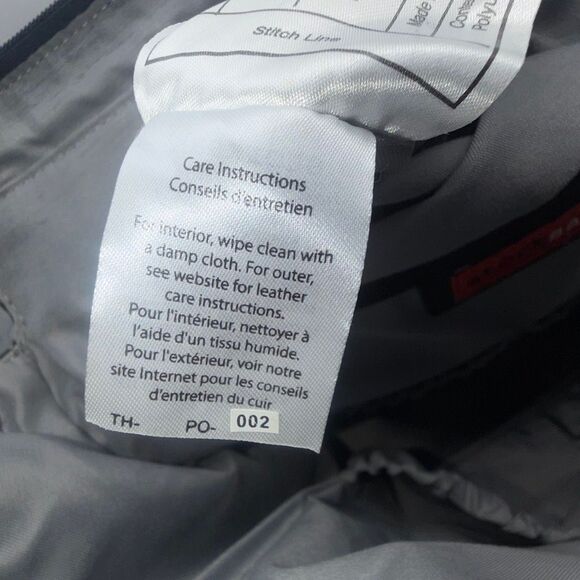 Stitch Line
Made
Care Instructions
Conseils d'entretien
For interior, wipe clean with
a damp cloth. For outer,
see website for leather
care instructions.
Pour l'intérieur, nettoyer à
l'aide d'un tissu humide.
Pour l'extérieur, voir notre
site Internet pour les conseils
d'entretien du cuir
TH- PO- 002